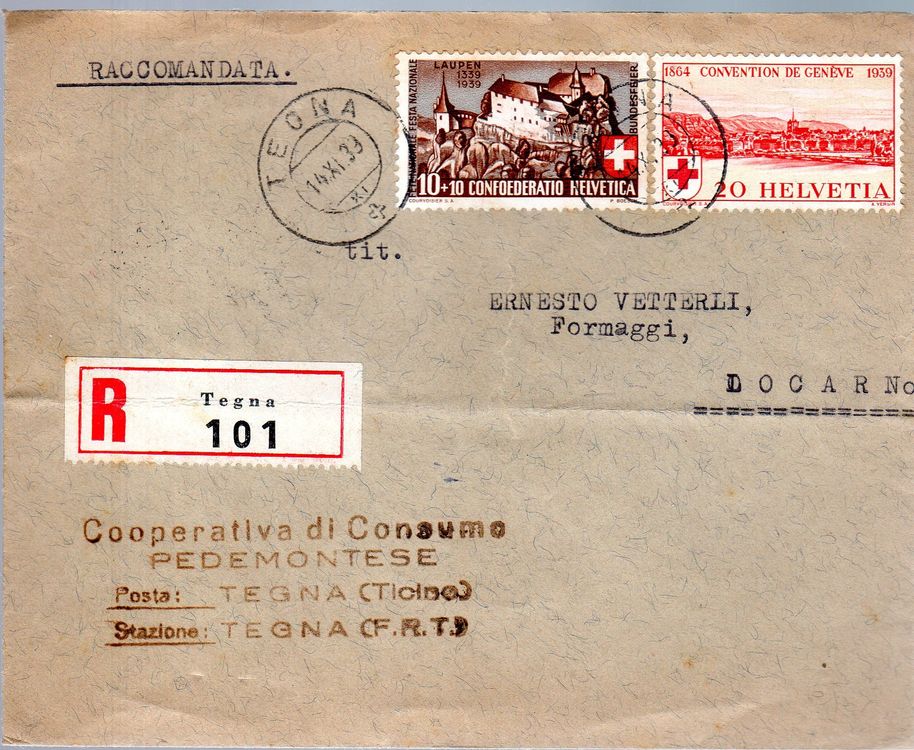 RACCOMANDATA.
TEGNA
14.XI.39
LAUPEN
1339
1939
FESTA NAZIONALE
BUNDESFEIER
10+10 CONFOEDERATIO HELVETICA
COURVOISIER S.A.
1864 CONVENTION DE GENÈVE 1939
20 HELVETIA
COURVOISIER S.A.
tit.
ERNESTO VETTERLI,
Formaggi,
LOCARNo
R
Tegna
101
Cooperativa di Consumo
PEDEMONTESE
Posta: TEGNA (Ticino)
Stazione: TEGNA (F.R.T.)